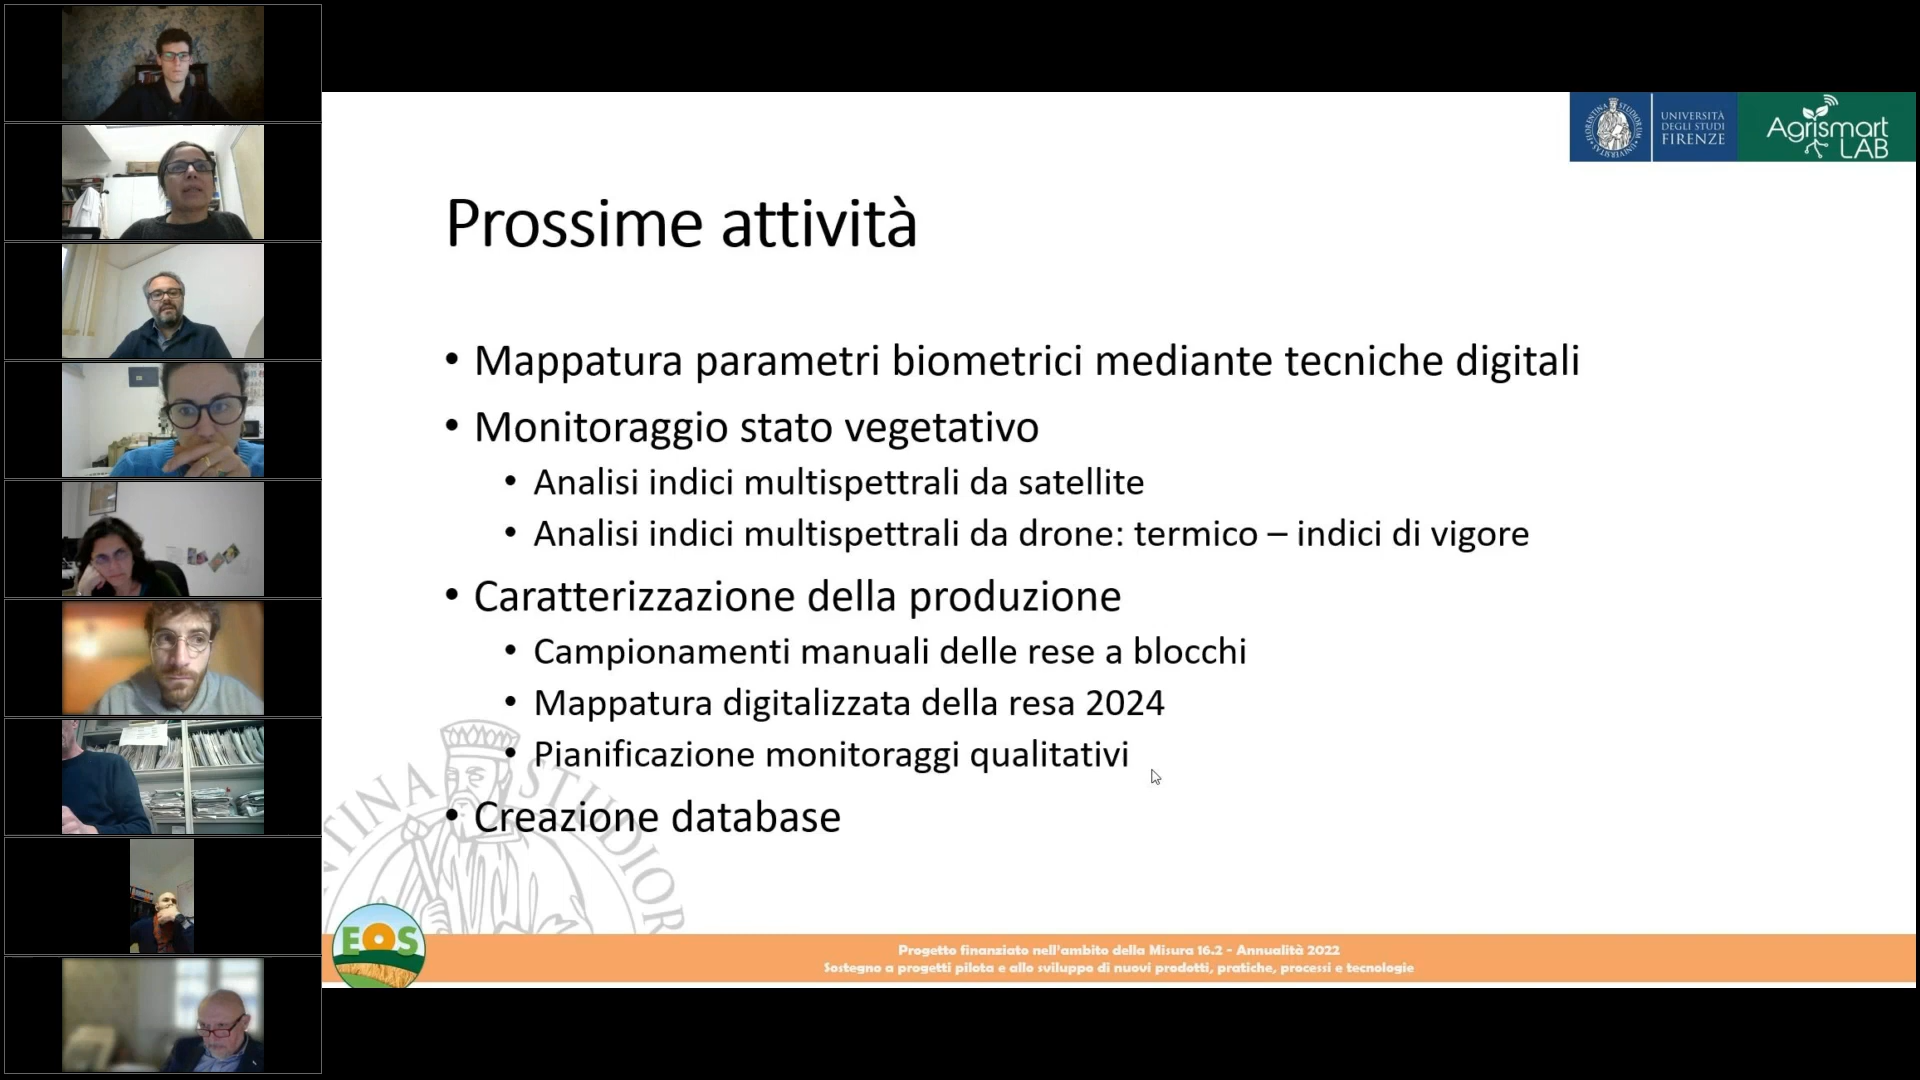 UNIVERSITÀ
DEGLI STUDI
FIRENZE
Agrismart
LAB
Prossime attività
• Mappatura parametri biometrici mediante tecniche digitali
• Monitoraggio stato vegetativo
• Analisi indici multispettrali da satellite
• Analisi indici multispettrali da drone: termico – indici di vigore
• Caratterizzazione della produzione
• Campionamenti manuali delle rese a blocchi
• Mappatura digitalizzata della resa 2024
• Pianificazione monitoraggi qualitativi
• Creazione database
EOS
Progetto finanziato nell'ambito della Misura 16.2 - Annualità 2022
Sostegno a progetti pilota e allo sviluppo di nuovi prodotti, pratiche, processi e tecnologie